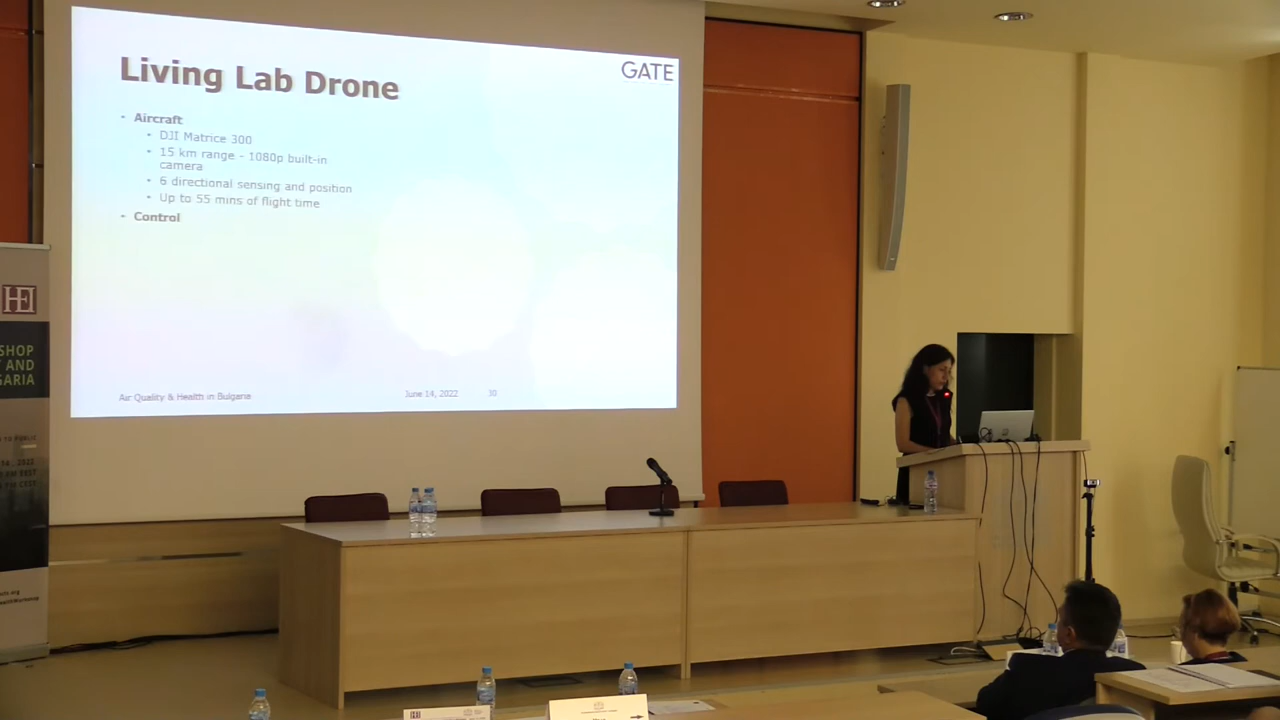 Living Lab Drone
GATE
- Aircraft
• DJI Matrice 300
• 15 km range - 1080p built-in
camera
• 6 directional sensing and position
• Up to 55 mins of flight time
- Control
Air Quality & Health in Bulgaria
June 14, 2022
30
HEI
SHOP
AND
GARIA